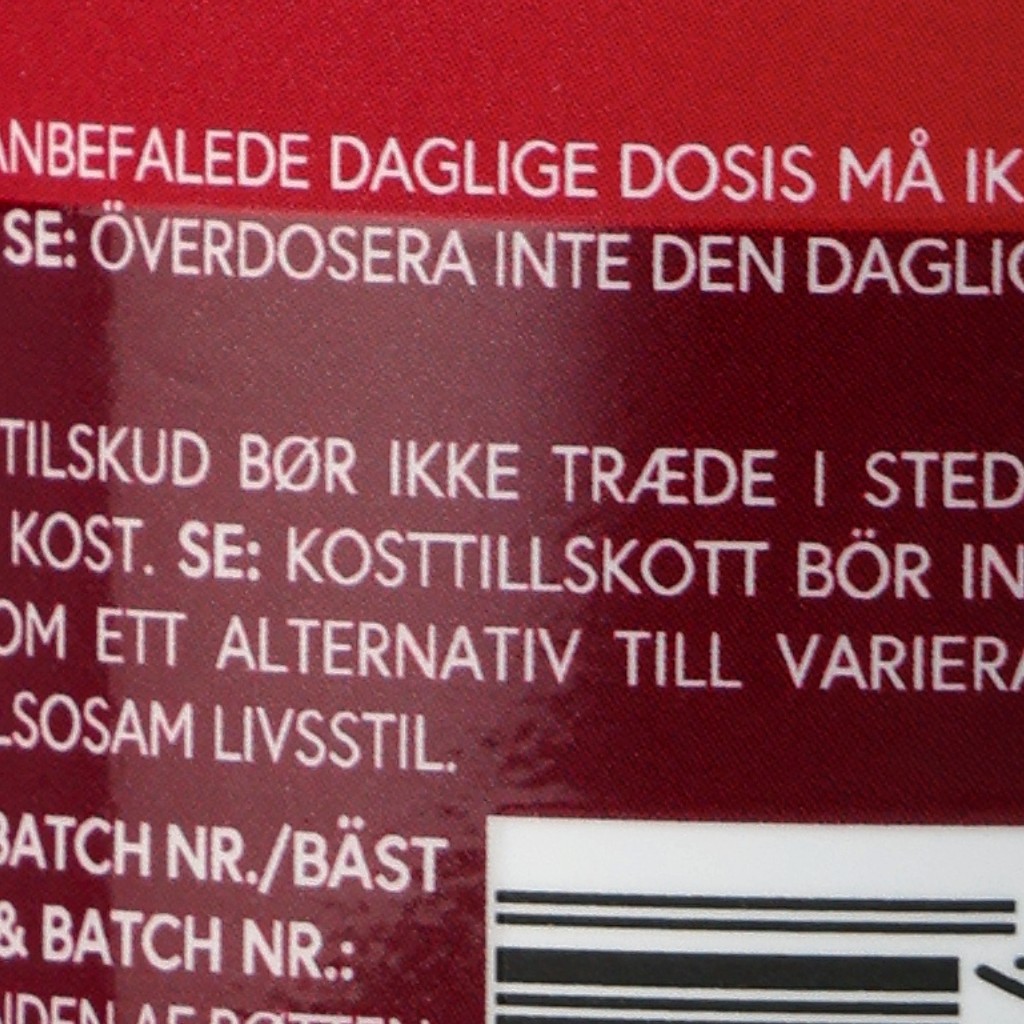 ANBEFALEDE DAGLIGE DOSIS MÅ IK
SE: ÖVERDOSERA INTE DEN DAGLIG
TILSKUD BØR IKKE TRÆDE I STED
KOST. SE: KOSTTILLSKOTT BÖR IN
OM ETT ALTERNATIV TILL VARIERA
LSOSAM LIVSSTIL.
BATCH NR./BÄST
& BATCH NR.: